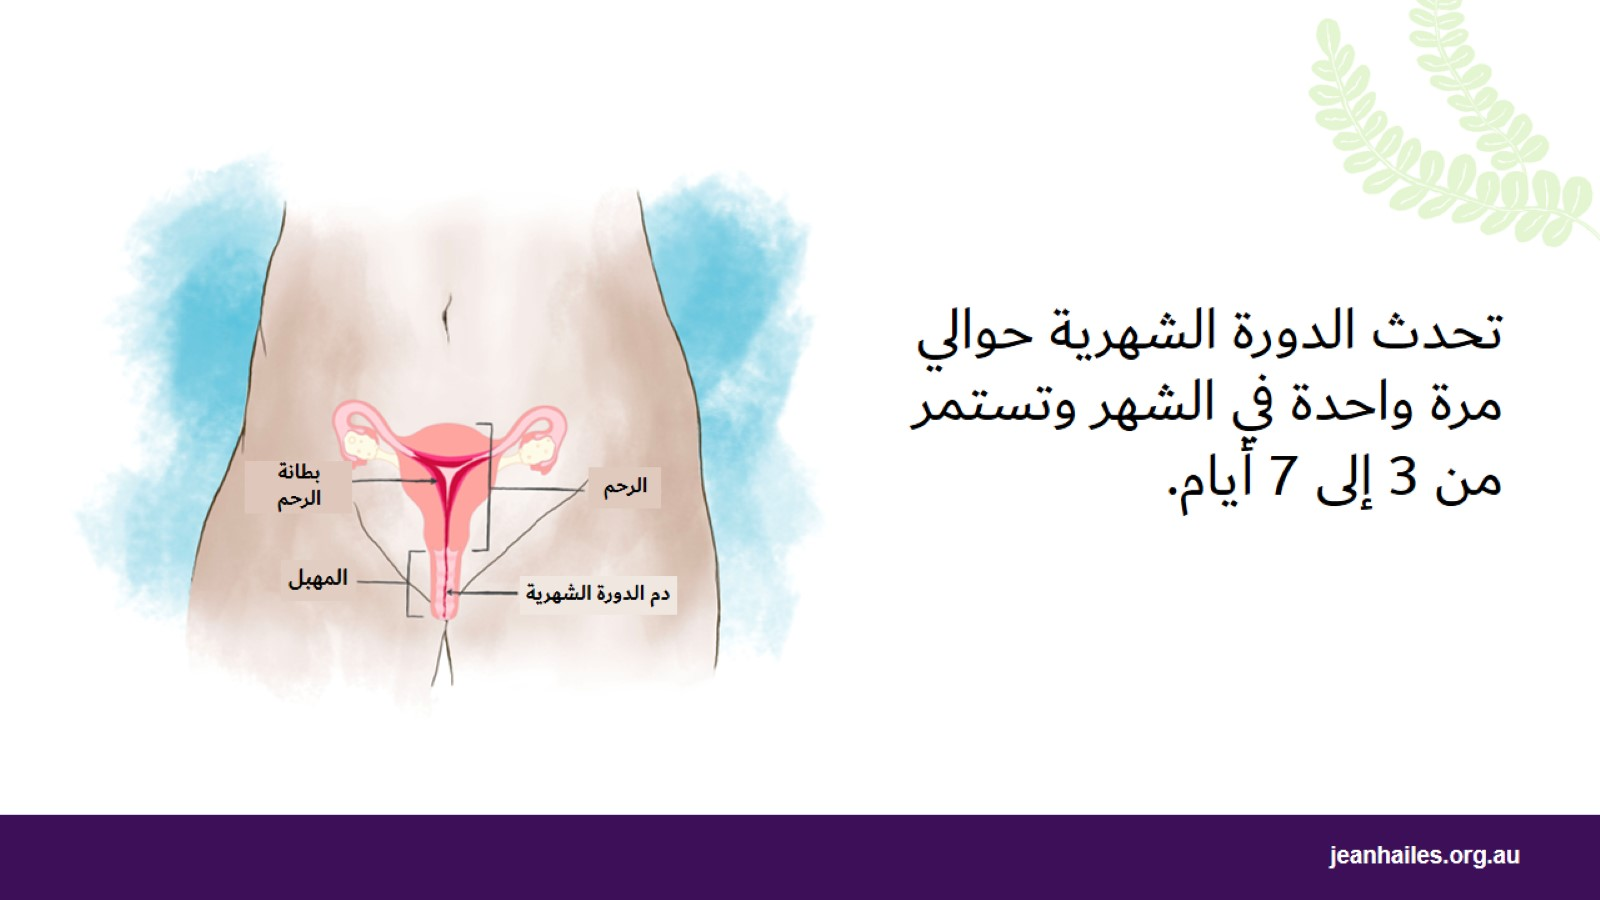 تحدث الدورة الشهرية حوالي
مرة واحدة في الشهر وتستمر
من 3 إلى 7 أيام.
بطانة
الرحم
الرحم
المهبل
دم الدورة الشهرية
jeanhailes.org.au